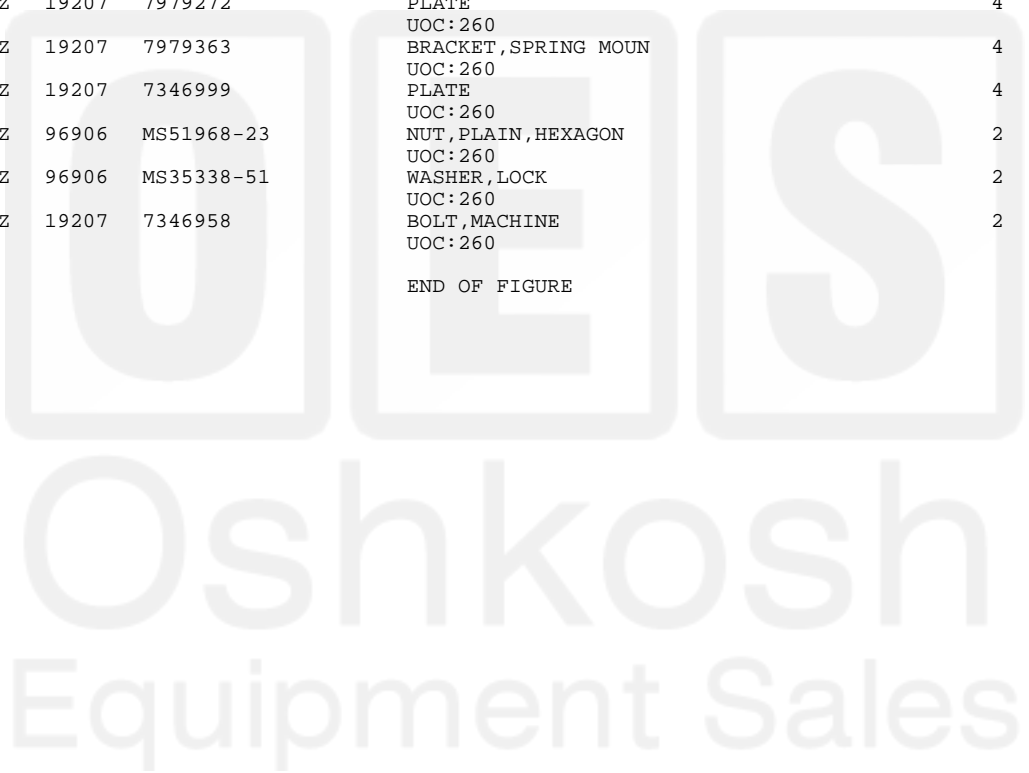 Z 19207 7979272 PLATE 4
UOC:260
Z 19207 7979363 BRACKET,SPRING MOUN 4
UOC:260
Z 19207 7346999 PLATE 4
UOC:260
Z 96906 MS51968-23 NUT,PLAIN,HEXAGON 2
UOC:260
Z 96906 MS35338-51 WASHER,LOCK 2
UOC:260
Z 19207 7346958 BOLT,MACHINE 2
UOC:260
END OF FIGURE
OES
Oshkosh
Equipment Sales